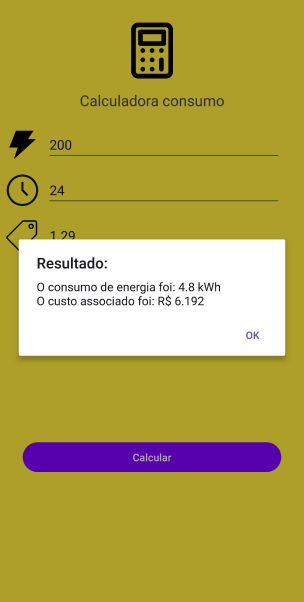 Calculadora consumo
200
24
1.29
Resultado:
O consumo de energia foi: 4.8 kWh
O custo associado foi: R$ 6.192
OK
Calcular